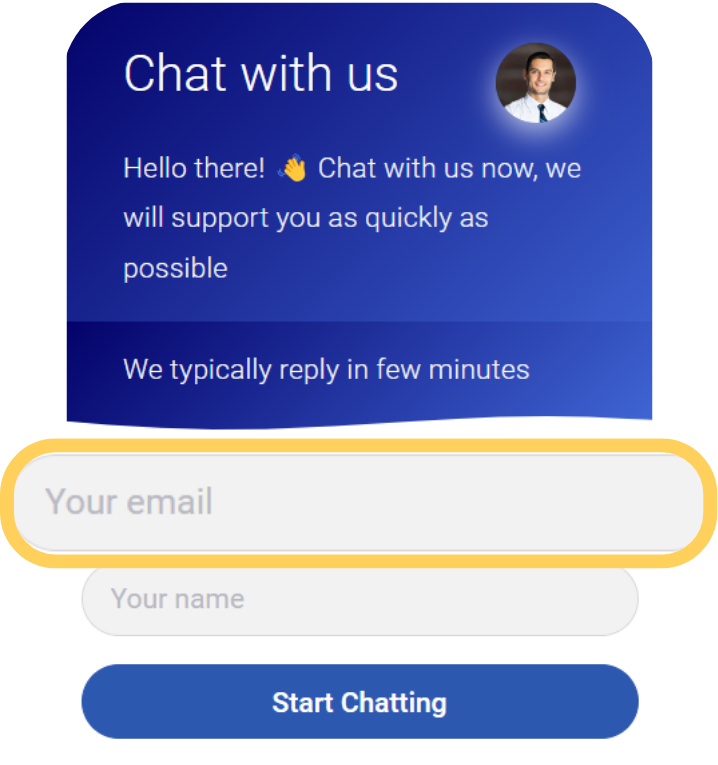 Chat with us
Hello there! 👋 Chat with us now, we
will support you as quickly as
possible
We typically reply in few minutes
Your email
Your name
Start Chatting